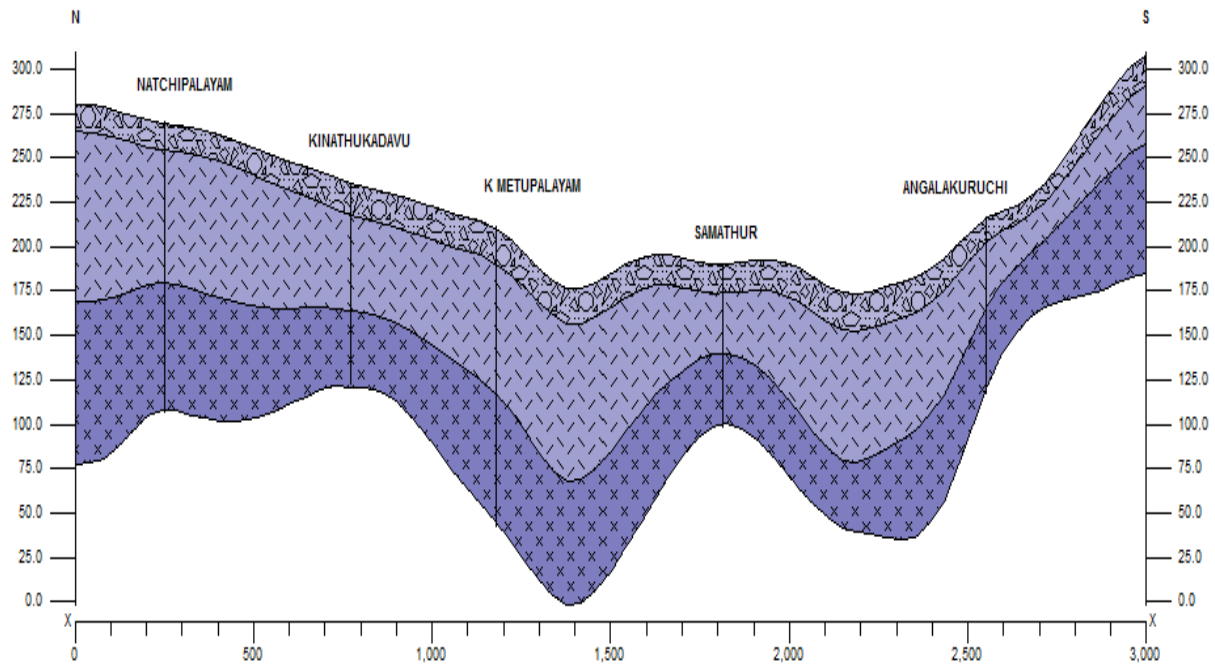 N S
300.0 300.0
NATCHIPALAYAM
275.0 275.0
KINATHUKADAVU
250.0 250.0
K METUPALAYAM ANGALAKURUCHI
225.0 225.0
SAMATHUR
200.0 200.0
175.0 175.0
150.0 150.0
125.0 125.0
100.0 100.0
75.0 75.0
50.0 50.0
25.0 25.0
0.0 0.0
X X
0 500 1,000 1,500 2,000 2,500 3,000